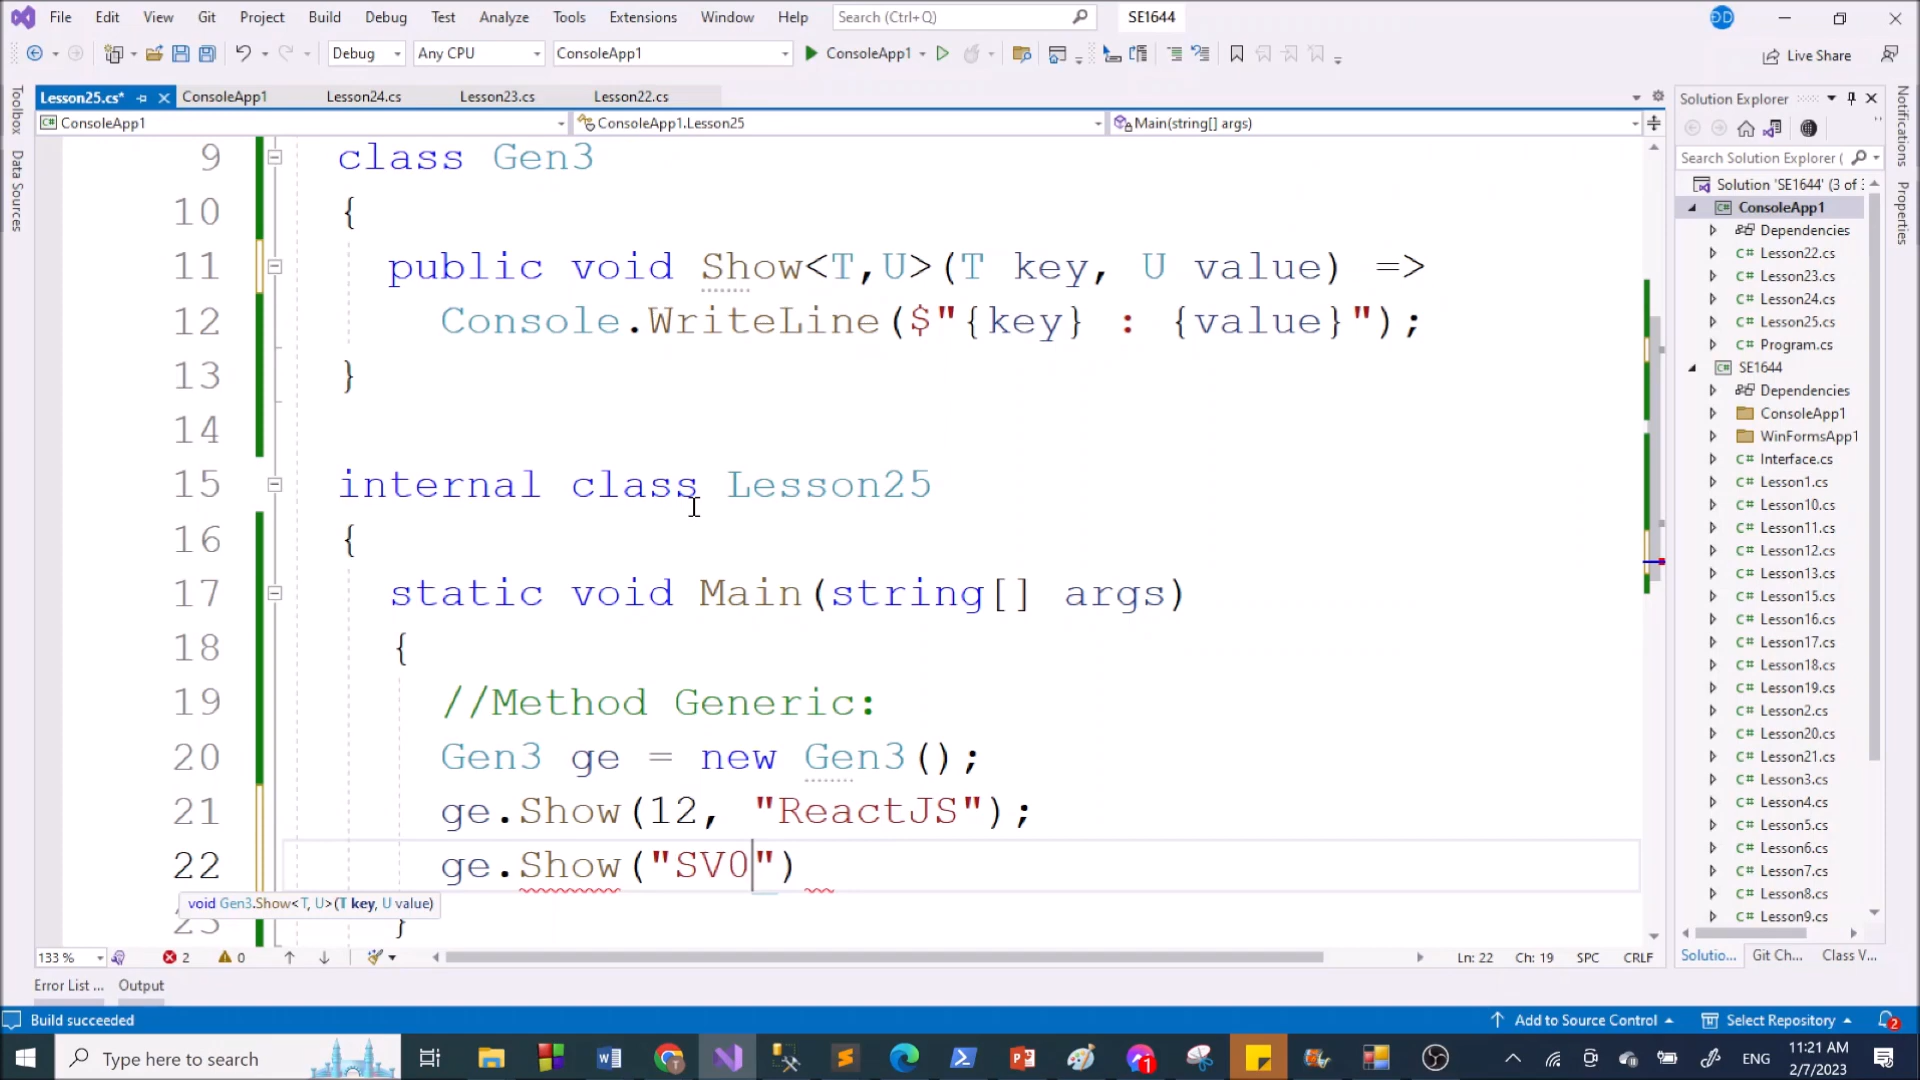 File Edit View Git Project Build Debug Test Analyze Tools Extensions Window Help Search (Ctrl+Q) SE1644 ĐD
Debug Any CPU ConsoleApp1 ConsoleApp1 Live Share
Lesson25.cs* ConsoleApp1 Lesson24.cs Lesson23.cs Lesson22.cs
ConsoleApp1 ConsoleApp1.Lesson25 Main(string[] args)
Toolbox
Data Sources
9 class Gen3
10 {
11 public void Show<T,U>(T key, U value) =>
12 Console.WriteLine($"{key} : {value}");
13 }
14
15 internal class Lesson25
16 {
17 static void Main(string[] args)
18 {
19 //Method Generic:
20 Gen3 ge = new Gen3();
21 ge.Show(12, "ReactJS");
22 ge.Show("SV0")
void Gen3.Show<T, U>(T key, U value)
23 }
133 % 2 0 Ln: 22 Ch: 19 SPC CRLF
Error List ... Output
Solution Explorer
Search Solution Explorer (
Solution 'SE1644' (3 of :
ConsoleApp1
Dependencies
C# Lesson22.cs
C# Lesson23.cs
C# Lesson24.cs
C# Lesson25.cs
C# Program.cs
SE1644
Dependencies
ConsoleApp1
WinFormsApp1
C# Interface.cs
C# Lesson1.cs
C# Lesson10.cs
C# Lesson11.cs
C# Lesson12.cs
C# Lesson13.cs
C# Lesson15.cs
C# Lesson16.cs
C# Lesson17.cs
C# Lesson18.cs
C# Lesson19.cs
C# Lesson2.cs
C# Lesson20.cs
C# Lesson21.cs
C# Lesson3.cs
C# Lesson4.cs
C# Lesson5.cs
C# Lesson6.cs
C# Lesson7.cs
C# Lesson8.cs
C# Lesson9.cs
Solutio... Git Ch... Class V...
Notifications
Properties
Build succeeded Add to Source Control Select Repository 2
Type here to search 1 ENG 11:21 AM
2/7/2023